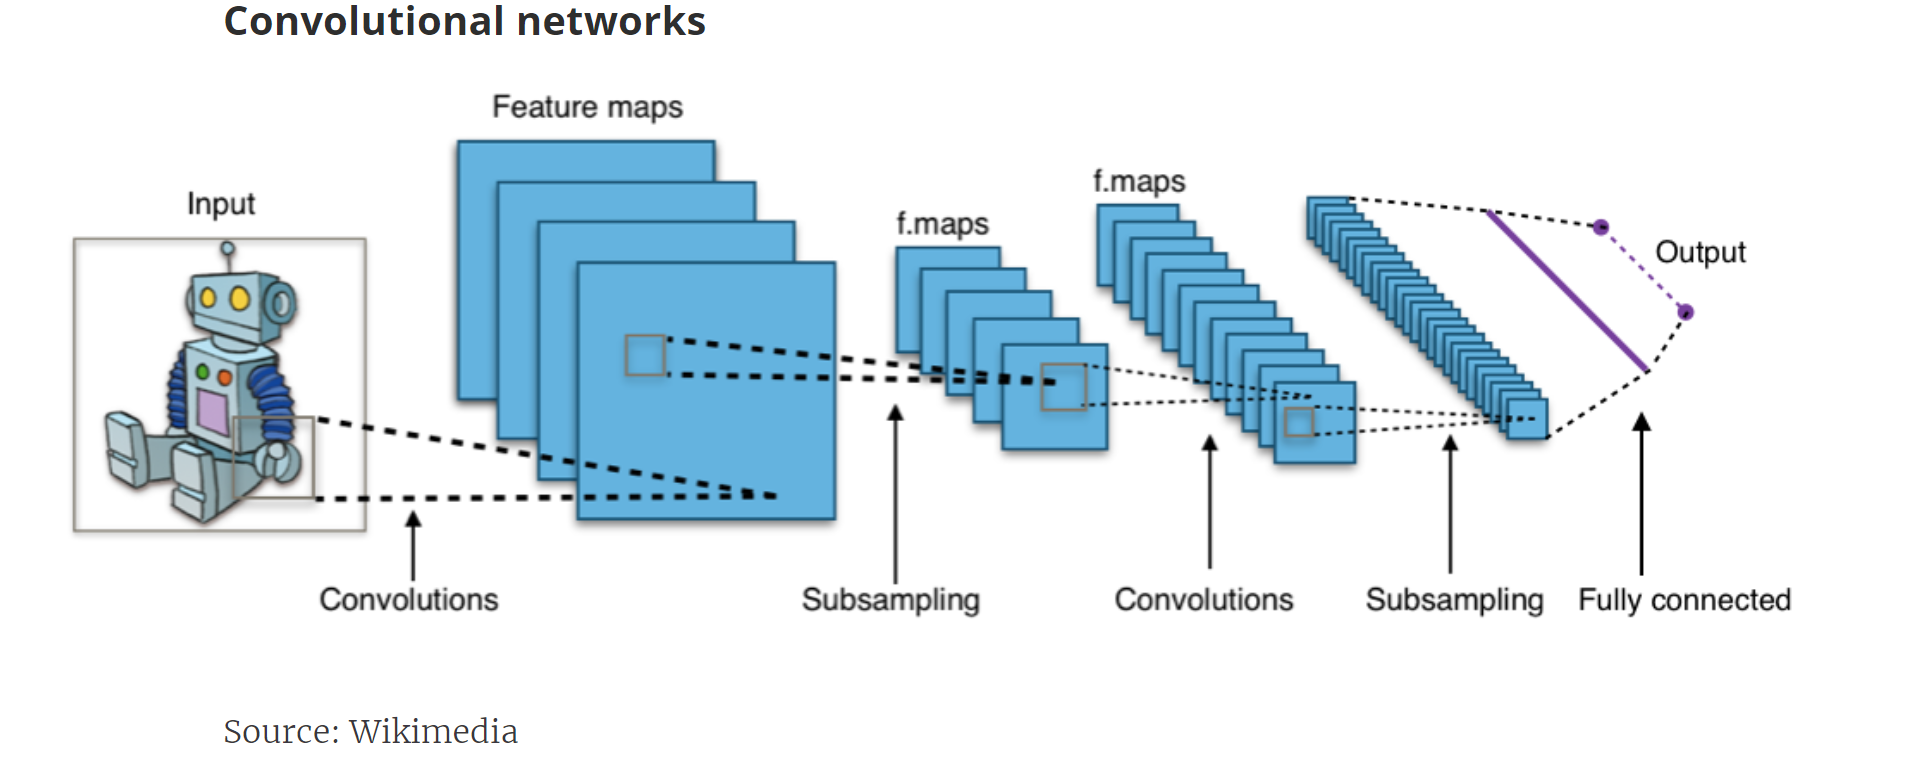 Convolutional networks
Feature maps
f.maps
Input
f.maps
Output
Convolutions
Subsampling
Convolutions
Subsampling
Fully connected
Source: Wikimedia